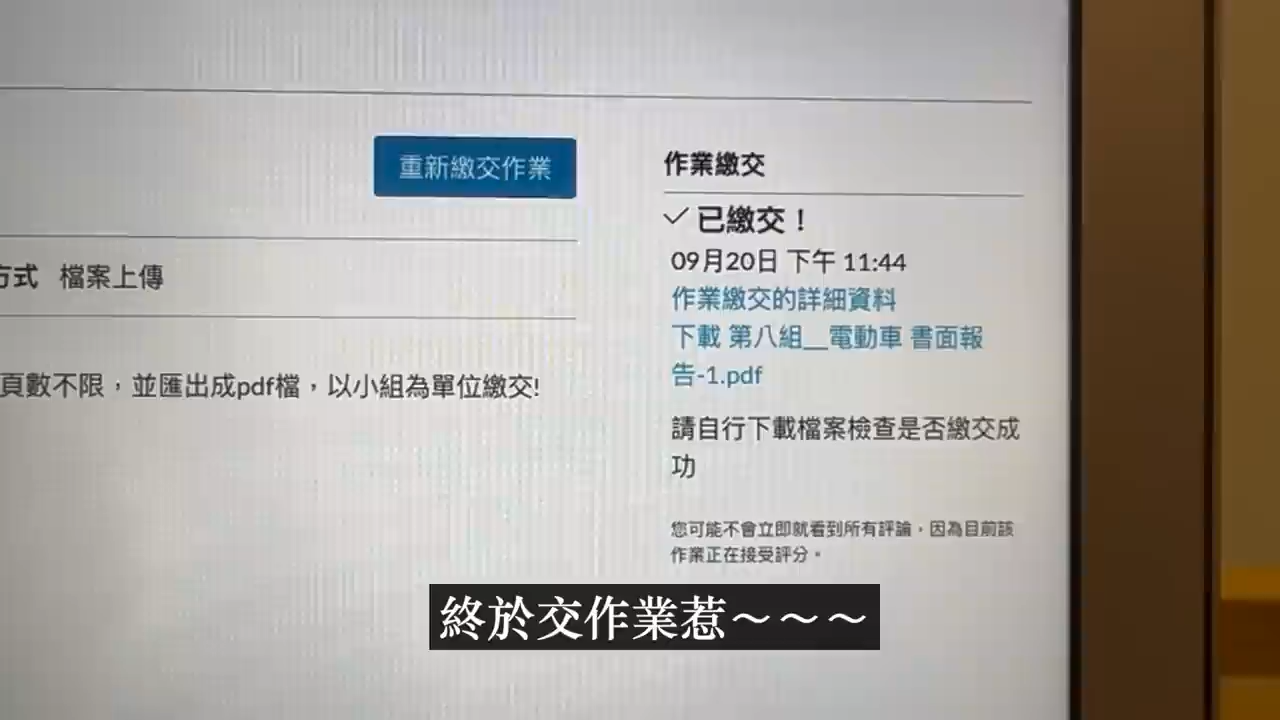 重新繳交作業
方式 檔案上傳
頁數不限，並匯出成pdf檔，以小組為單位繳交!
作業繳交
✓ 已繳交！
09月20日 下午 11:44
作業繳交的詳細資料
下載 第八組__電動車 書面報
告-1.pdf
請自行下載檔案檢查是否繳交成
功
您可能不會立即就看到所有評論，因為目前該
作業正在接受評分。
終於交作業惹～～～